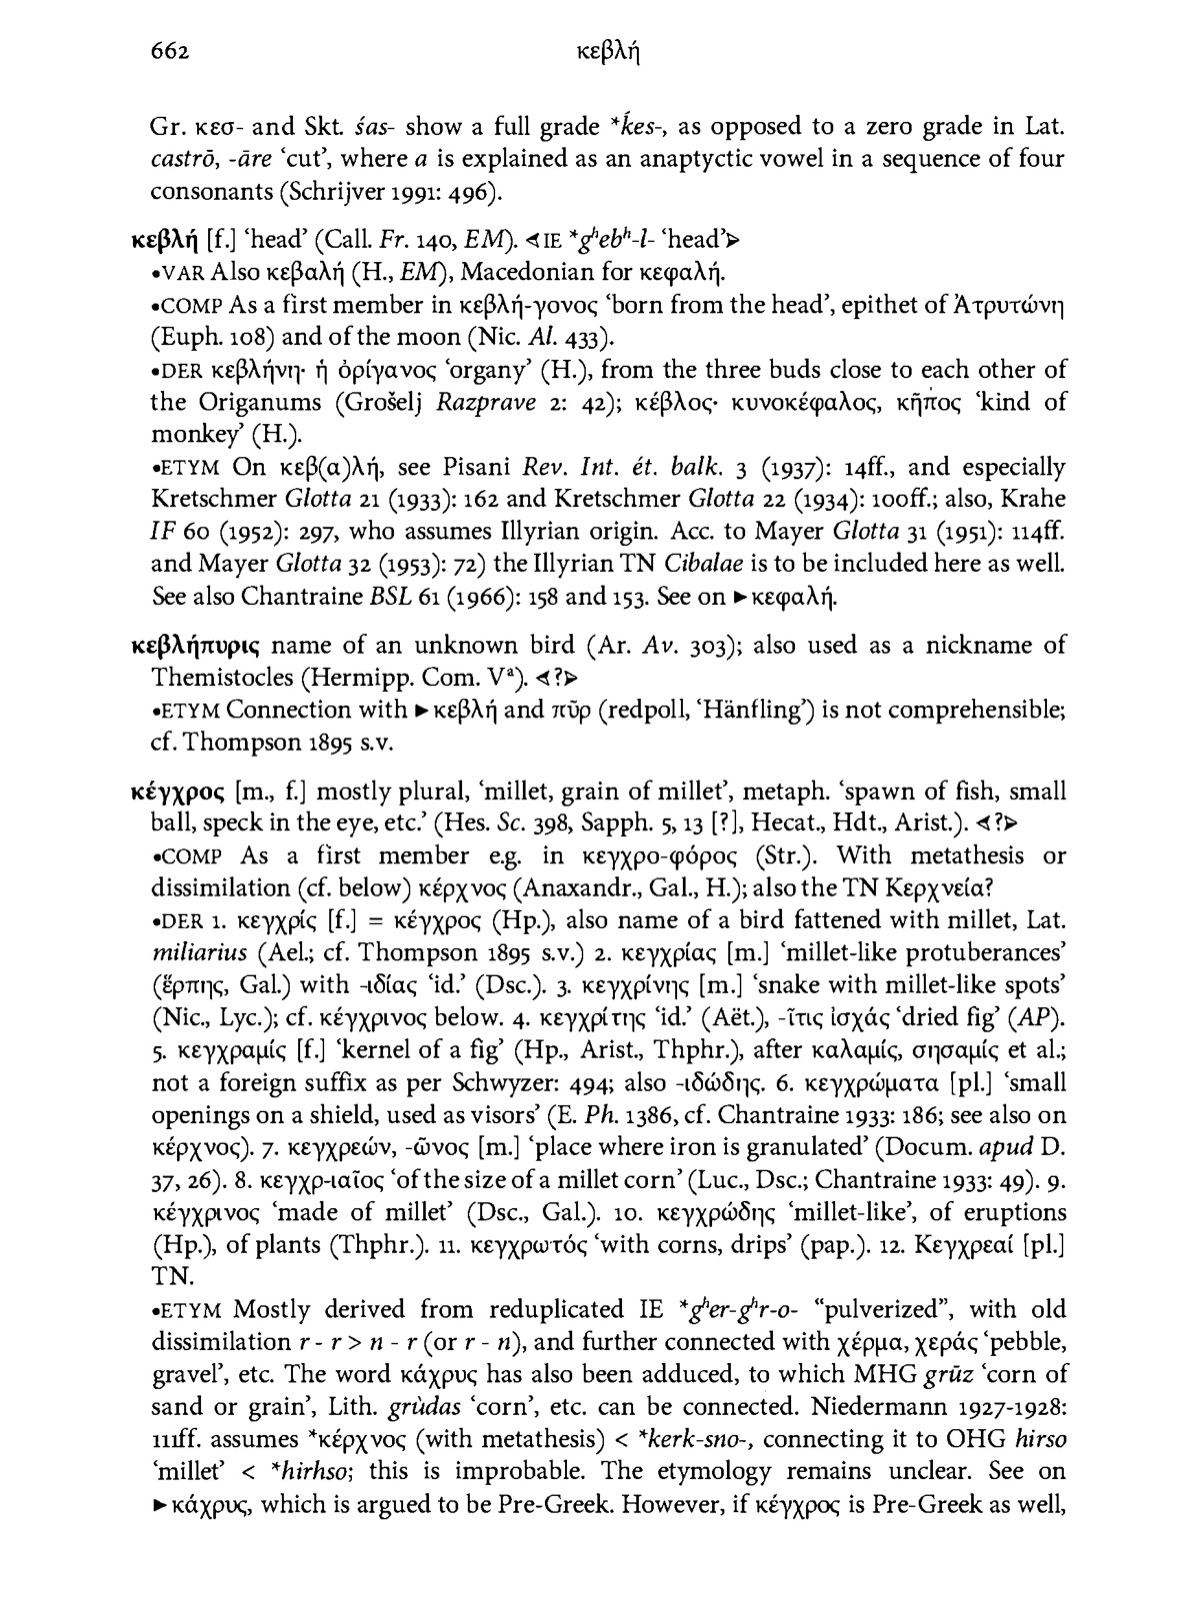 662
κεβλή
Gr. κεσ- and Skt. śas- show a full grade *ḱes-, as opposed to a zero grade in Lat.
castrō, -āre ‘cut’, where a is explained as an anaptyctic vowel in a sequence of four
consonants (Schrijver 1991: 496).
κεβλή [f.] ‘head’ (Call. Fr. 140, EM). ⋖IE *gʰebʰ-l- ‘head’⋗
•VAR Also κεβαλή (H., EM), Macedonian for κεφαλή.
•COMP As a first member in κεβλή-γονος ‘born from the head’, epithet of Ἀτρυτώνη
(Euph. 108) and of the moon (Nic. Al. 433).
•DER κεβλήνη· ἡ ὀρίγανος ‘organy’ (H.), from the three buds close to each other of
the Origanums (Grošelj Razprave 2: 42); κέβλος· κυνοκέφαλος, κῆπος ‘kind of
monkey’ (H.).
•ETYM On κεβ(α)λή, see Pisani Rev. Int. ét. balk. 3 (1937): 14ff., and especially
Kretschmer Glotta 21 (1933): 162 and Kretschmer Glotta 22 (1934): 100ff.; also, Krahe
IF 60 (1952): 297, who assumes Illyrian origin. Acc. to Mayer Glotta 31 (1951): 114ff.
and Mayer Glotta 32 (1953): 72) the Illyrian TN Cibalae is to be included here as well.
See also Chantraine BSL 61 (1966): 158 and 153. See on ►κεφαλή.
κεβλήπυρις name of an unknown bird (Ar. Av. 303); also used as a nickname of
Themistocles (Hermipp. Com. Vᵃ). ⋖?⋗
•ETYM Connection with ►κεβλή and πῦρ (redpoll, ‘Hänfling’) is not comprehensible;
cf. Thompson 1895 s.v.
κέγχρος [m., f.] mostly plural, ‘millet, grain of millet’, metaph. ‘spawn of fish, small
ball, speck in the eye, etc.’ (Hes. Sc. 398, Sapph. 5, 13 [?], Hecat., Hdt., Arist.). ⋖?⋗
•COMP As a first member e.g. in κεγχρο-φόρος (Str.). With metathesis or
dissimilation (cf. below) κέρχνος (Anaxandr., Gal., H.); also the TN Κερχνεία?
•DER 1. κεγχρίς [f.] = κέγχρος (Hp.), also name of a bird fattened with millet, Lat.
miliarius (Ael.; cf. Thompson 1895 s.v.) 2. κεγχρίας [m.] ‘millet-like protuberances’
(ἕρπης, Gal.) with -ιδίας ‘id.’ (Dsc.). 3. κεγχρίνης [m.] ‘snake with millet-like spots’
(Nic., Lyc.); cf. κέγχρινος below. 4. κεγχρίτης ‘id.’ (Aët.), -ῖτις ἰσχάς ‘dried fig’ (AP).
5. κεγχραμίς [f.] ‘kernel of a fig’ (Hp., Arist., Thphr.), after καλαμίς, σησαμίς et al.;
not a foreign suffix as per Schwyzer: 494; also -ιδώδης. 6. κεγχρώματα [pl.] ‘small
openings on a shield, used as visors’ (E. Ph. 1386, cf. Chantraine 1933: 186; see also on
κέρχνος). 7. κεγχρεών, -ῶνος [m.] ‘place where iron is granulated’ (Docum. apud D.
37, 26). 8. κεγχρ-ιαῖος ‘of the size of a millet corn’ (Luc., Dsc.; Chantraine 1933: 49). 9.
κέγχρινος ‘made of millet’ (Dsc., Gal.). 10. κεγχρώδης ‘millet-like’, of eruptions
(Hp.), of plants (Thphr.). 11. κεγχρωτός ‘with corns, drips’ (pap.). 12. Κεγχρεαί [pl.]
TN.
•ETYM Mostly derived from reduplicated IE *gʰer-gʰr-o- “pulverized”, with old
dissimilation r - r > n - r (or r - n), and further connected with χέρμα, χεράς ‘pebble,
gravel’, etc. The word κάχρυς has also been adduced, to which MHG grūz ‘corn of
sand or grain’, Lith. grùdas ‘corn’, etc. can be connected. Niedermann 1927-1928:
111ff. assumes *κέρχνος (with metathesis) < *kerk-sno-, connecting it to OHG hirso
‘millet’ < *hirhso; this is improbable. The etymology remains unclear. See on
►κάχρυς, which is argued to be Pre-Greek. However, if κέγχρος is Pre-Greek as well,